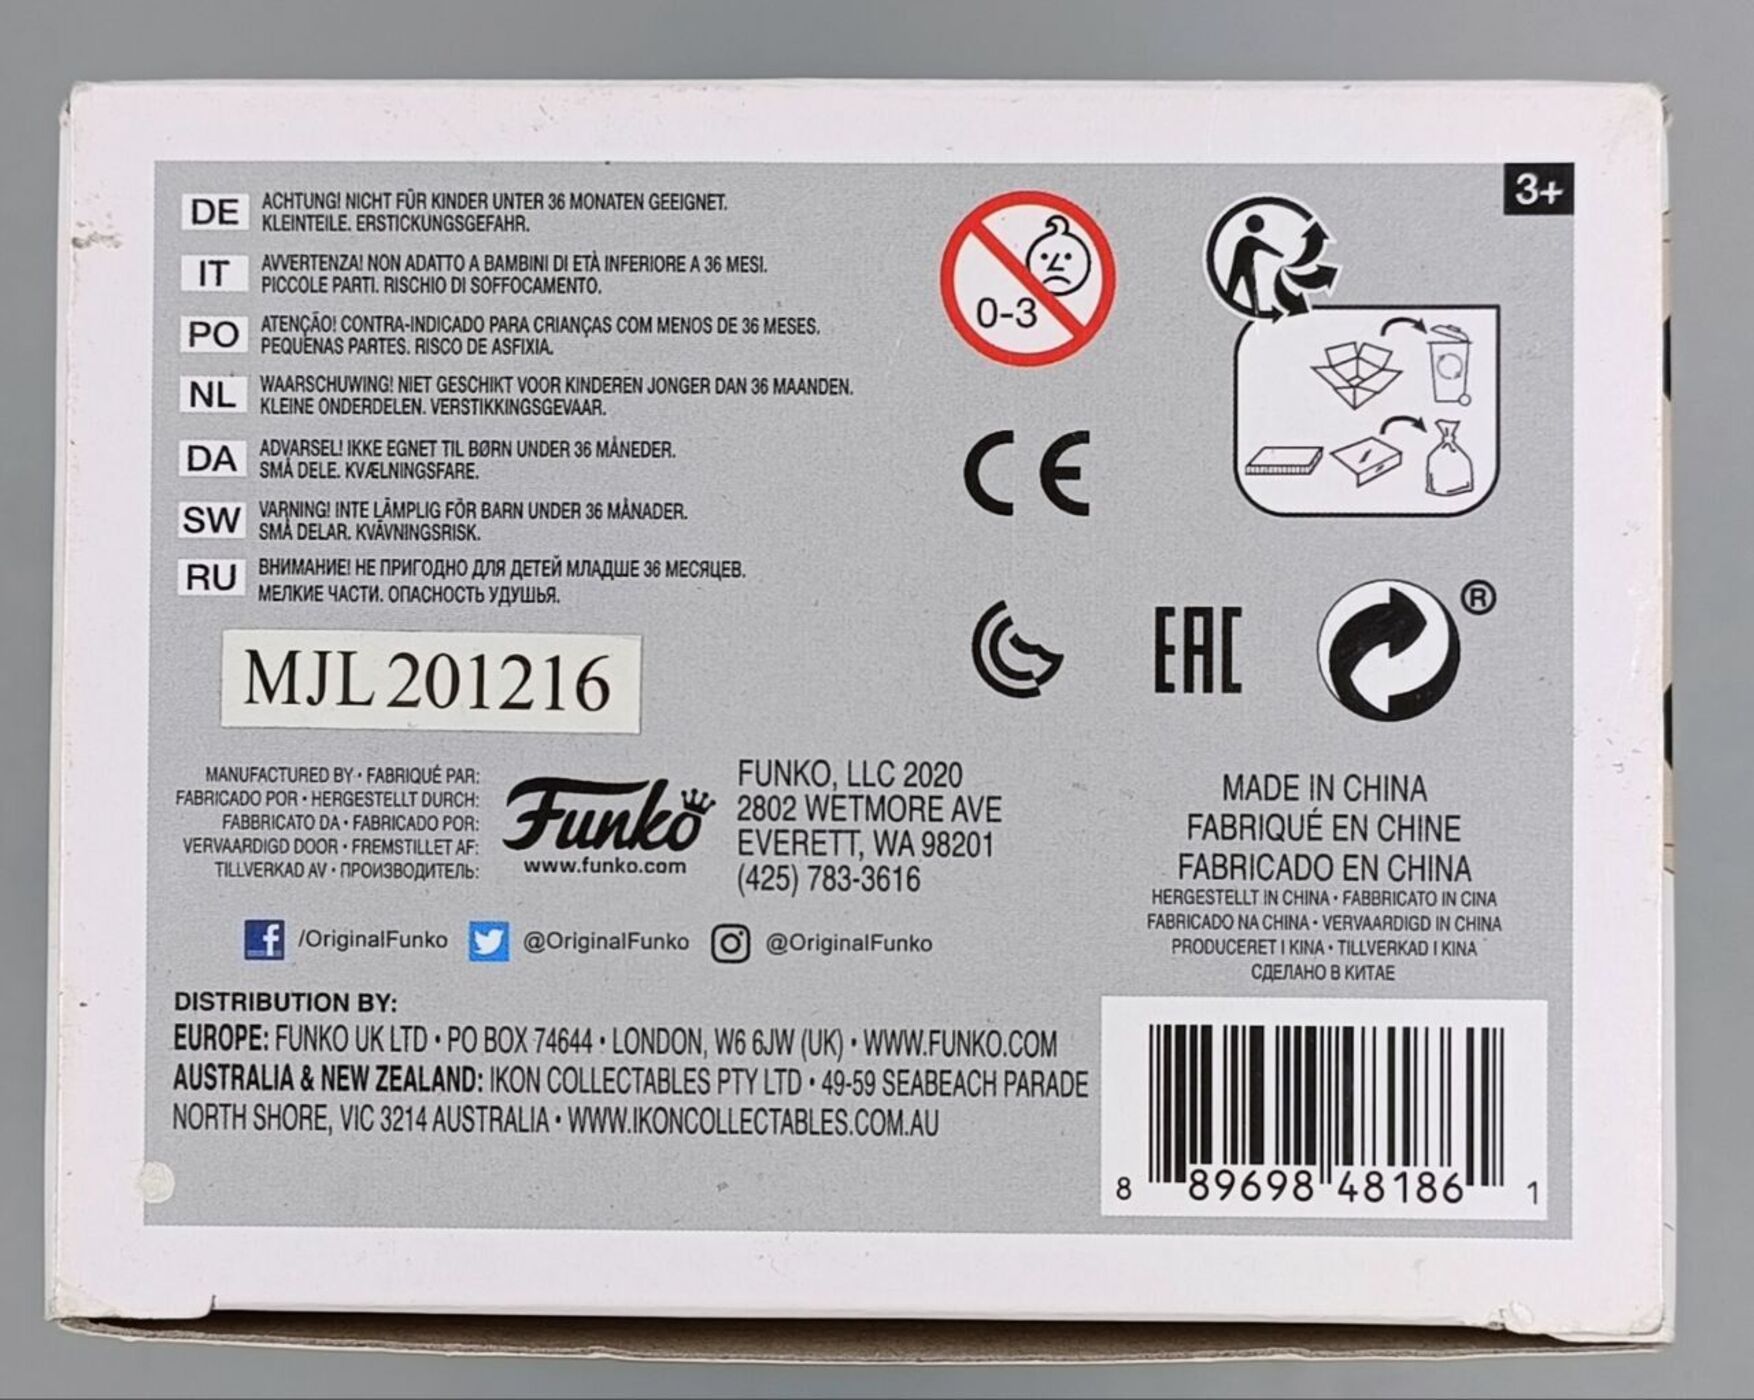 3+
DE
ACHTUNG! NICHT FÜR KINDER UNTER 36 MONATEN GEEIGNET.
KLEINTEILE. ERSTICKUNGSGEFAHR.
IT
AVVERTENZA! NON ADATTO A BAMBINI DI ETÀ INFERIORE A 36 MESI.
PICCOLE PARTI. RISCHIO DI SOFFOCAMENTO.
PO
ATENÇÃO! CONTRA-INDICADO PARA CRIANÇAS COM MENOS DE 36 MESES.
PEQUENAS PARTES. RISCO DE ASFIXIA.
NL
WAARSCHUWING! NIET GESCHIKT VOOR KINDEREN JONGER DAN 36 MAANDEN.
KLEINE ONDERDELEN. VERSTIKKINGSGEVAAR.
DA
ADVARSEL! IKKE EGNET TIL BØRN UNDER 36 MÅNEDER.
SMÅ DELE. KVÆLNINGSFARE.
SW
VARNING! INTE LÄMPLIG FÖR BARN UNDER 36 MÅNADER.
SMÅ DELAR. KVÄVNINGSRISK.
RU
ВНИМАНИЕ! НЕ ПРИГОДНО ДЛЯ ДЕТЕЙ МЛАДШЕ 36 МЕСЯЦЕВ.
МЕЛКИЕ ЧАСТИ. ОПАСНОСТЬ УДУШЬЯ.
0-3
CE
EAC
®
MJL 201216
MANUFACTURED BY • FABRIQUÉ PAR:
FABRICADO POR • HERGESTELLT DURCH:
FABBRICATO DA • FABRICADO POR:
VERVAARDIGD DOOR • FREMSTILLET AF:
TILLVERKAD AV • ПРОИЗВОДИТЕЛЬ:
Funko
www.funko.com
FUNKO, LLC 2020
2802 WETMORE AVE
EVERETT, WA 98201
(425) 783-3616
MADE IN CHINA
FABRIQUÉ EN CHINE
FABRICADO EN CHINA
HERGESTELLT IN CHINA • FABBRICATO IN CINA
FABRICADO NA CHINA • VERVAARDIGD IN CHINA
PRODUCERET I KINA • TILLVERKAD I KINA
СДЕЛАНО В КИТАЕ
/OriginalFunko @OriginalFunko @OriginalFunko
DISTRIBUTION BY:
EUROPE: FUNKO UK LTD • PO BOX 74644 • LONDON, W6 6JW (UK) • WWW.FUNKO.COM
AUSTRALIA & NEW ZEALAND: IKON COLLECTABLES PTY LTD • 49-59 SEABEACH PARADE
NORTH SHORE, VIC 3214 AUSTRALIA • WWW.IKONCOLLECTABLES.COM.AU
8 89698 48186 1